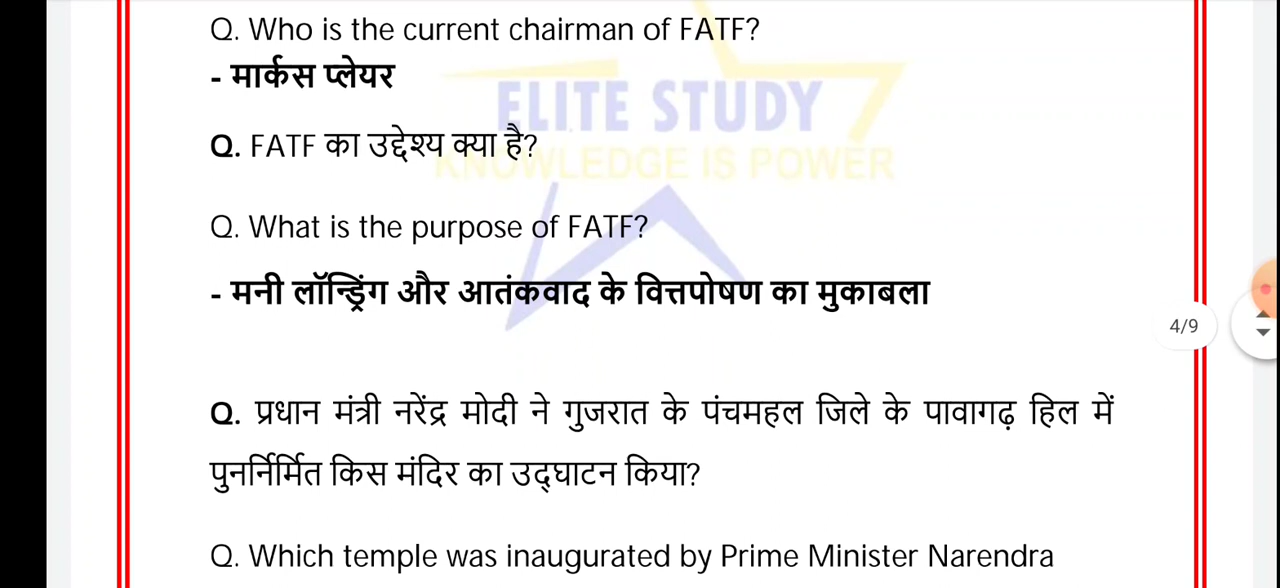 Q. Who is the current chairman of FATF?
- मार्कस प्लेयर
ELITE STUDY
Q. FATF का उद्देश्य क्या है?
KNOWLEDGE IS POWER
Q. What is the purpose of FATF?
- मनी लॉन्ड्रिंग और आतंकवाद के वित्तपोषण का मुकाबला
4/9
Q. प्रधान मंत्री नरेंद्र मोदी ने गुजरात के पंचमहल जिले के पावागढ़ हिल में
पुनर्निर्मित किस मंदिर का उद्घाटन किया?
Q. Which temple was inaugurated by Prime Minister Narendra